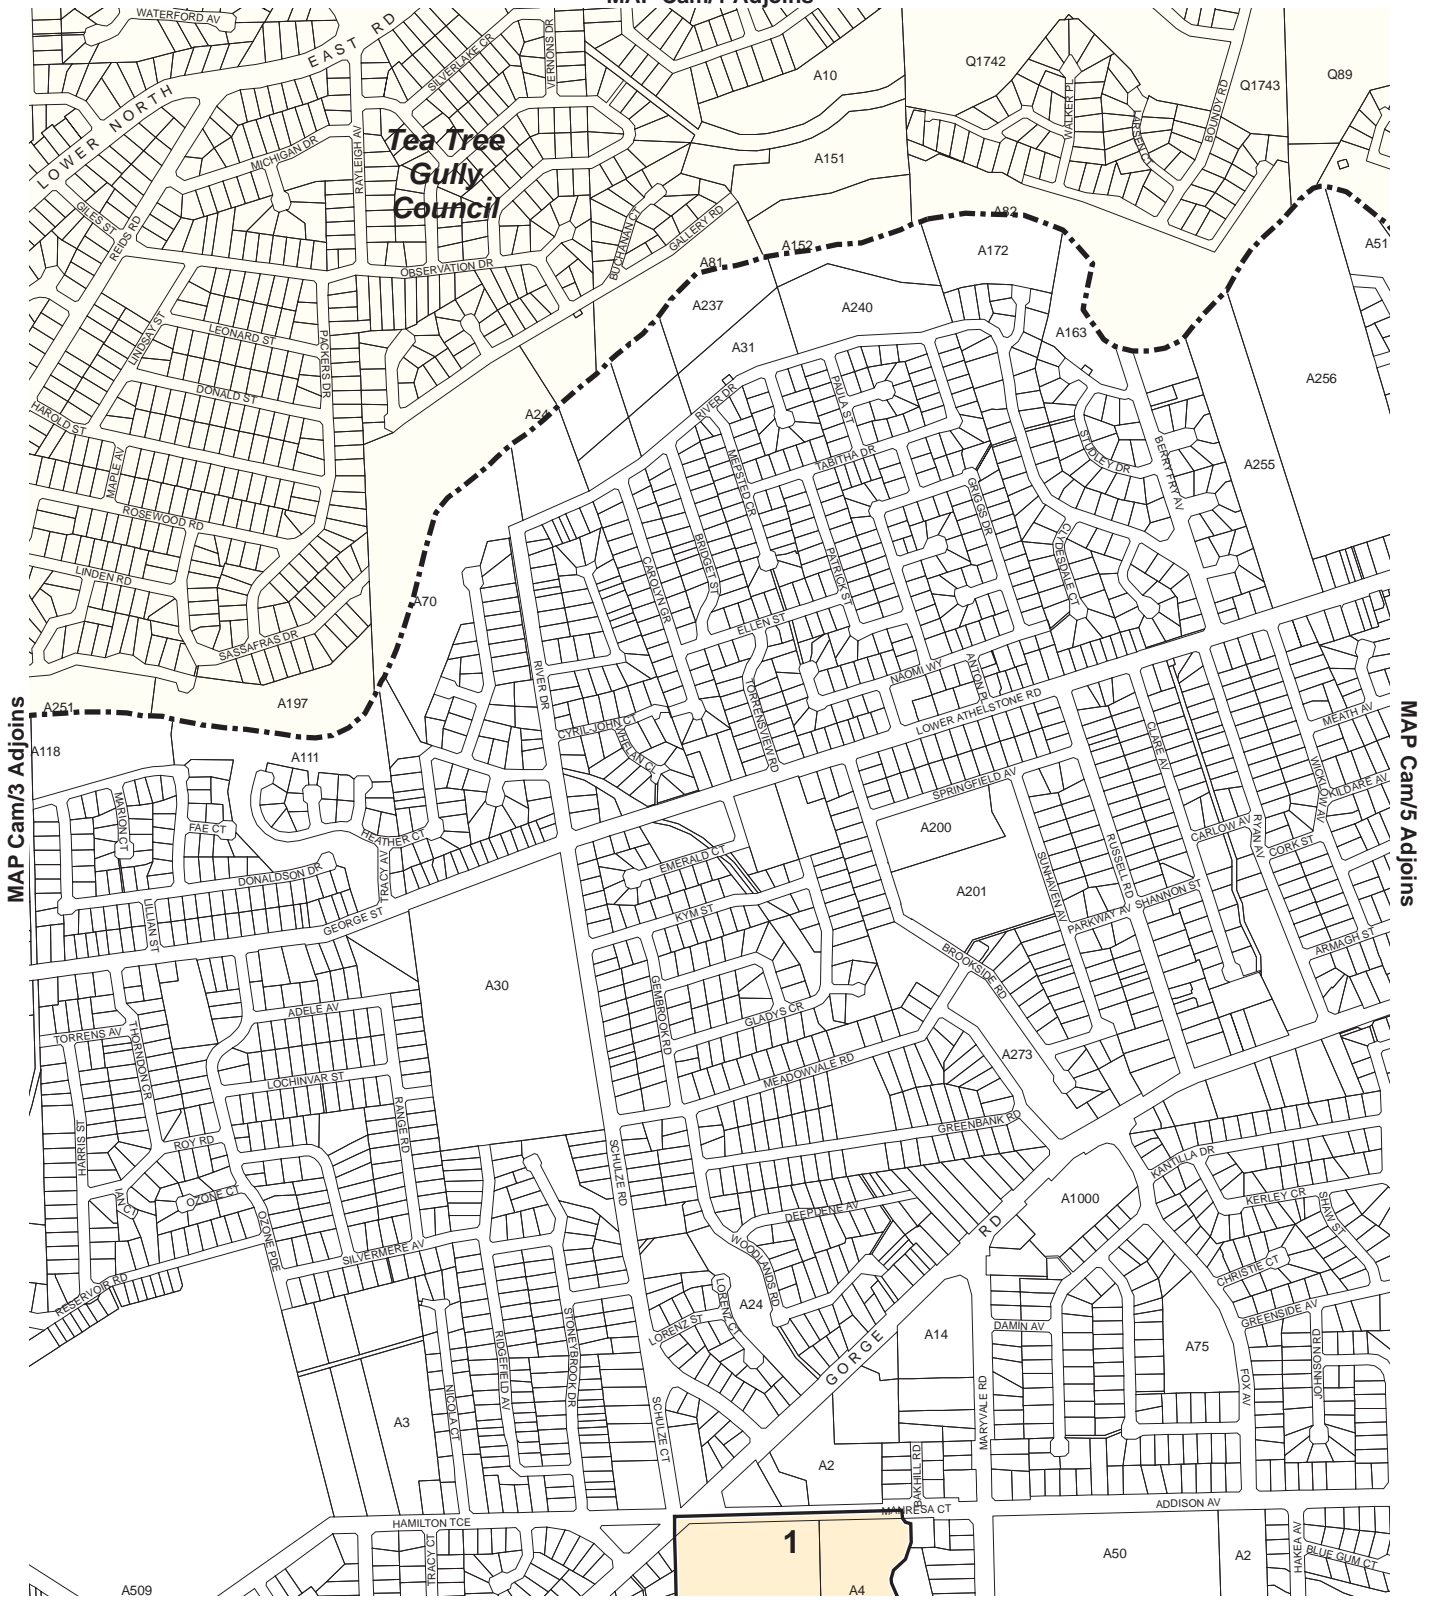 MAP Cam/1 Adjoins
WATERFORD AV
LOWER NORTH EAST RD
SILVERLAKE CR
VERNONS DR
A10
Q1742
Q1743
Q89
WALKER PL
LARSEN CT
BOUNDY RD
MICHIGAN DR
RAYLEIGH AV
Tea Tree
Gully
Council
A151
GILES ST
REIDS RD
BUCHANAN CT
GALLERY RD
A82
A152
A172
A51
OBSERVATION DR
A81
A237
A240
A163
LINDSAY ST
LEONARD ST
PACKERS DR
A31
A256
DONALD ST
RIVER DR
PAULA ST
HAROLD ST
A24
MAPLE AV
MEPSTED CR
TABITHA DR
STUDLEY DR
BERRYFRY AV
A255
ROSEWOOD RD
GRIGGS DR
LINDEN RD
CAROLYN GR
BRIDGET ST
PATRICK ST
CLYDESDALE CT
A70
ELLEN ST
SASSAFRAS DR
RIVER DR
NAOMI WY
ANTON PL
A251
A197
TORRENSVIEW RD
LOWER ATHELSTONE RD
CYRIL-JOHN CT
WHELAN CL
CLARE AV
MEATH AV
MAP Cam/3 Adjoins
MAP Cam/5 Adjoins
A118
A111
WICKLOW AV
KILDARE AV
SPRINGFIELD AV
MARION CT
FAE CT
HEATHER CT
A200
CARLOW AV
RYAN AV
CORK ST
EMERALD CT
DONALDSON DR
TRACY AV
SUNHAVEN AV
RUSSELL RD
A201
LILLIAN ST
GEORGE ST
KYM ST
PARKWAY AV
SHANNON ST
ARMAGH ST
BROOKSIDE RD
A30
GEMBROOK RD
ADELE AV
GLADYS CR
TORRENS AV
THORNDON CR
A273
LOCHINVAR ST
MEADOWVALE RD
RANGE RD
GREENBANK RD
HARRIS ST
ROY RD
SCHULZE RD
KANTILLA DR
IAN CT
OZONE CT
A1000
KERLEY CR
SHAW ST
DEEPDENE AV
OZONE PDE
WOODLANDS RD
SILVERMERE AV
CHRISTIE CT
RESERVOIR RD
LORENZ CT
A24
GREENSIDE AV
LORENZ ST
GORGE RD
DAMIN AV
A14
A75
RIDGEFIELD AV
STONEYBROOK DR
JOHNSON RD
NICOLA CT
MARYVALE RD
FOX AV
A3
SCHULZE CT
A2
OAKHILL RD
MANRESA CT
ADDISON AV
HAMILTON TCE
TRACY CT
1
A50
A2
HAKEA AV
BLUE GUM CT
A509
A4